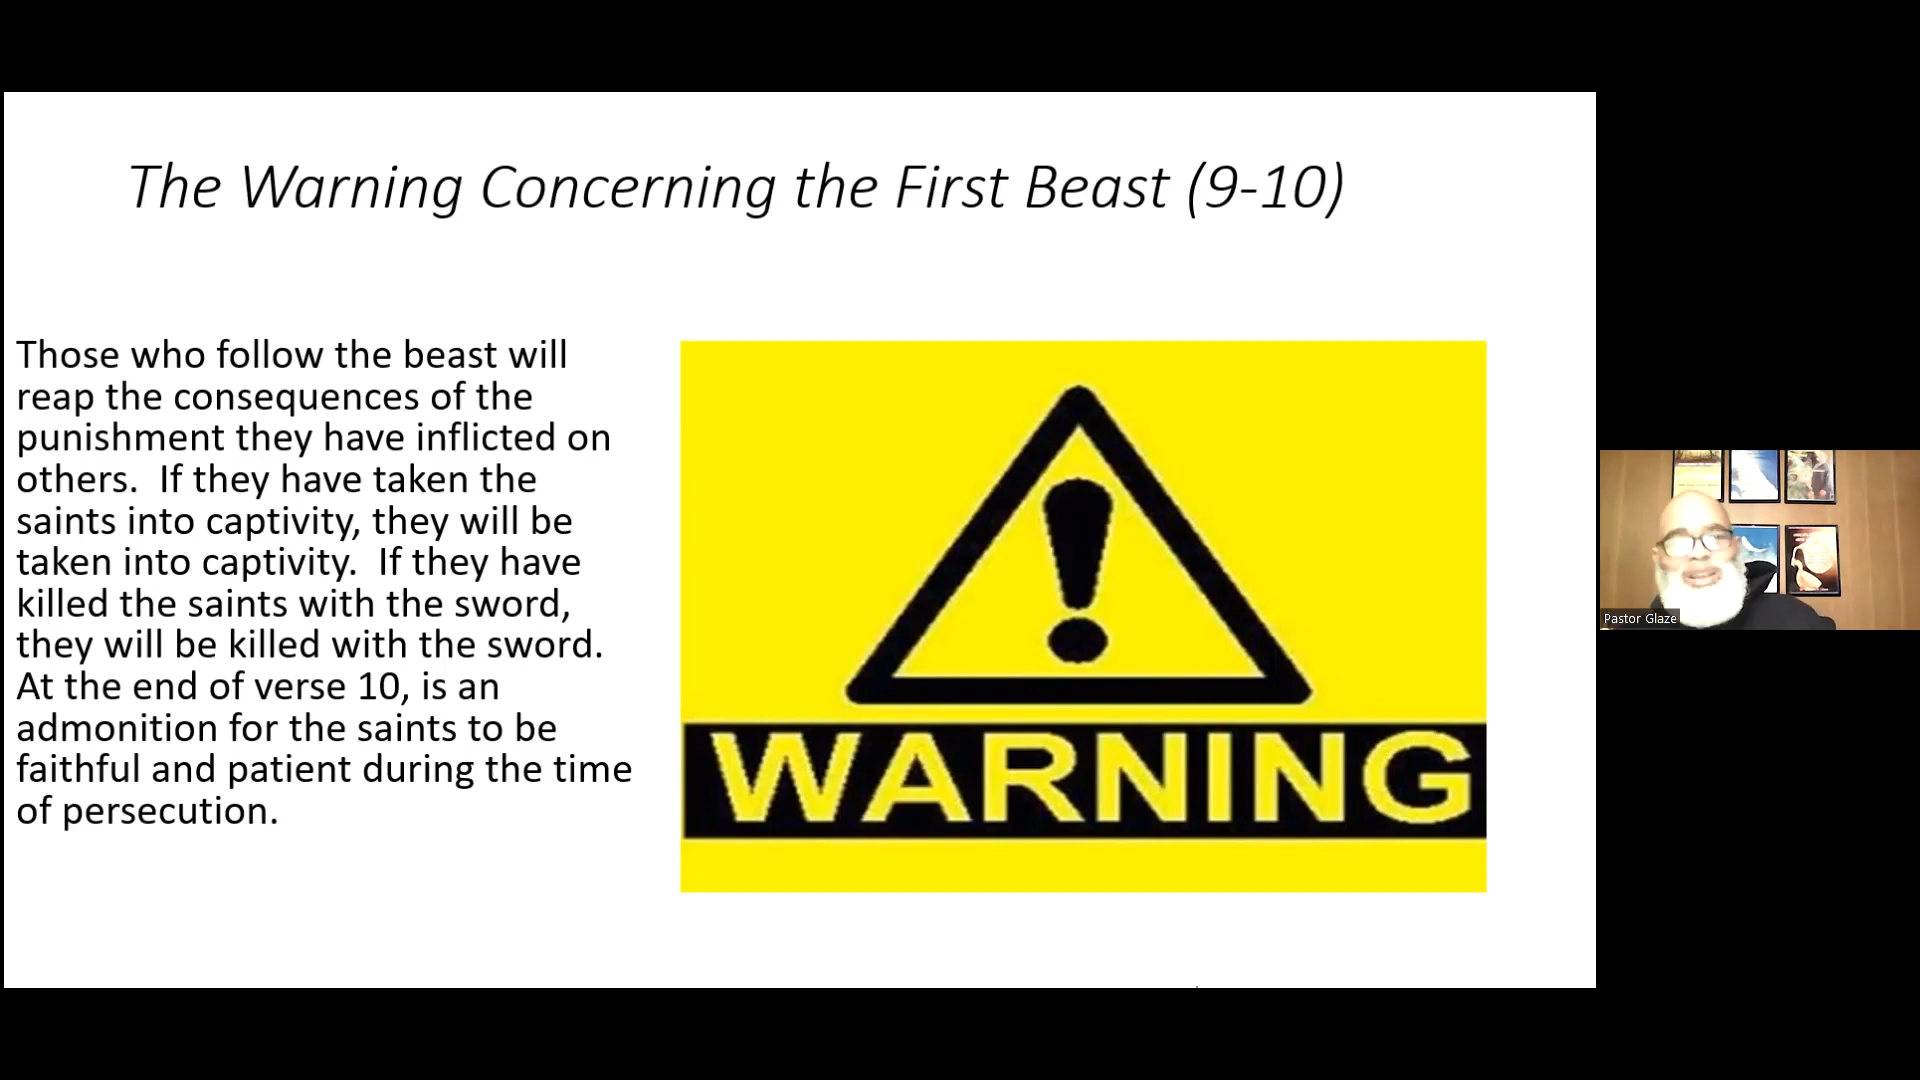 The Warning Concerning the First Beast (9-10)
Those who follow the beast will
reap the consequences of the
punishment they have inflicted on
others.  If they have taken the
saints into captivity, they will be
taken into captivity.  If they have
killed the saints with the sword,
they will be killed with the sword.
At the end of verse 10, is an
admonition for the saints to be
faithful and patient during the time
of persecution.
WARNING
Pastor Glaze